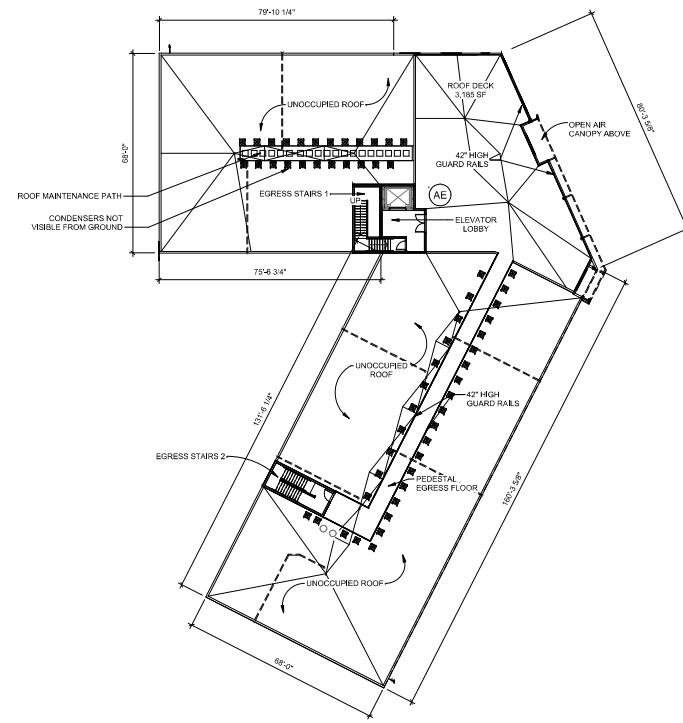 79'-10 1/4"
68'-0"
80'-3 5/8"
ROOF DECK
3,185 SF
UNOCCUPIED ROOF
OPEN AIR
CANOPY ABOVE
42" HIGH
GUARD RAILS
ROOF MAINTENANCE PATH
EGRESS STAIRS 1
UP
AE
CONDENSERS NOT
VISIBLE FROM GROUND
ELEVATOR
LOBBY
75'-6 3/4"
UNOCCUPIED
ROOF
42" HIGH
GUARD RAILS
131'-6 1/4"
EGRESS STAIRS 2
PEDESTAL
EGRESS FLOOR
160'-3 5/8"
UNOCCUPIED ROOF
68'-0"